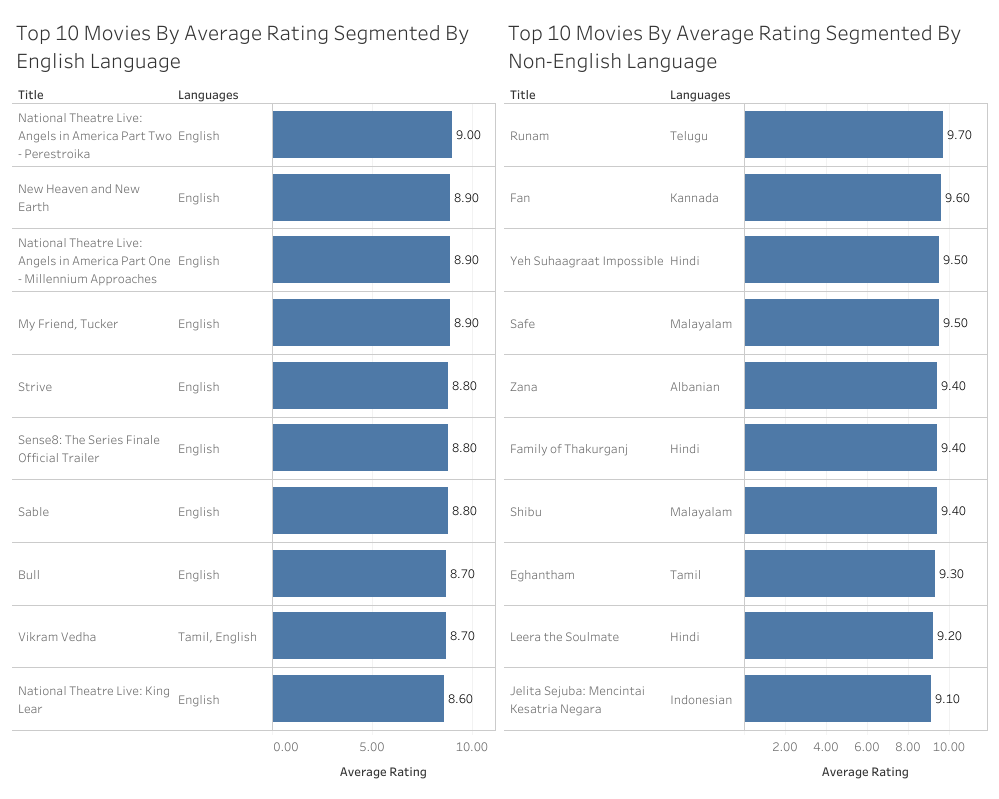 Top 10 Movies By Average Rating Segmented By
English Language
Title Languages
National Theatre Live:
Angels in America Part Two English 9.00
- Perestroika
New Heaven and New
Earth English 8.90
National Theatre Live:
Angels in America Part One English 8.90
- Millennium Approaches
My Friend, Tucker English 8.90
Strive English 8.80
Sense8: The Series Finale
Official Trailer English 8.80
Sable English 8.80
Bull English 8.70
Vikram Vedha Tamil, English 8.70
National Theatre Live: King
Lear English 8.60
0.00 5.00 10.00
Average Rating
Top 10 Movies By Average Rating Segmented By
Non-English Language
Title Languages
Runam Telugu 9.70
Fan Kannada 9.60
Yeh Suhaagraat Impossible Hindi 9.50
Safe Malayalam 9.50
Zana Albanian 9.40
Family of Thakurganj Hindi 9.40
Shibu Malayalam 9.40
Eghantham Tamil 9.30
Leera the Soulmate Hindi 9.20
Jelita Sejuba: Mencintai
Kesatria Negara Indonesian 9.10
2.00 4.00 6.00 8.00 10.00
Average Rating